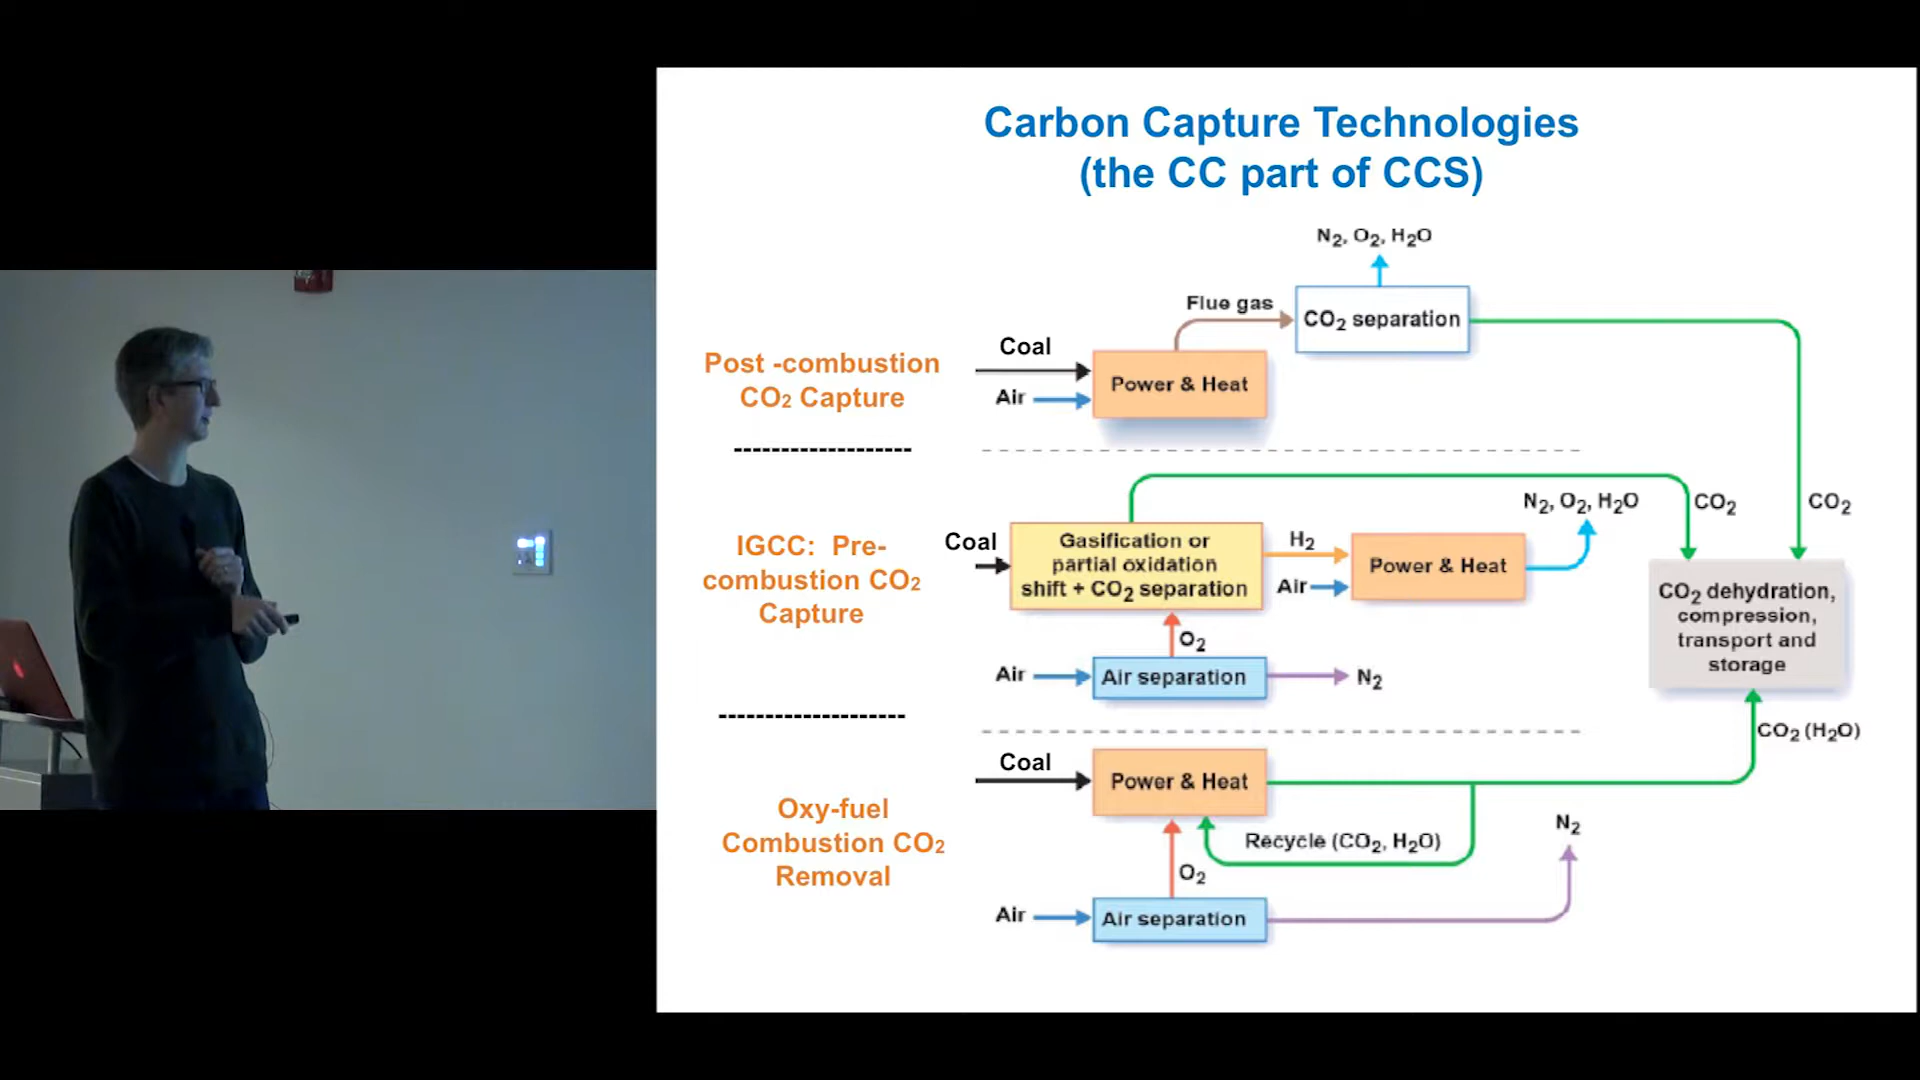 Carbon Capture Technologies
(the CC part of CCS)
N2, O2, H2O
Flue gas
CO2 separation
Post -combustion
CO2 Capture
Coal
Air
Power & Heat
-------------------
CO2
CO2
N2, O2, H2O
IGCC: Pre-
combustion CO2
Capture
Coal
Gasification or
partial oxidation
shift + CO2 separation
H2
Air
Power & Heat
CO2 dehydration,
compression,
transport and
storage
O2
Air
Air separation
N2
--------------------
CO2 (H2O)
Coal
Power & Heat
Oxy-fuel
Combustion CO2
Removal
Recycle (CO2, H2O)
N2
O2
Air
Air separation